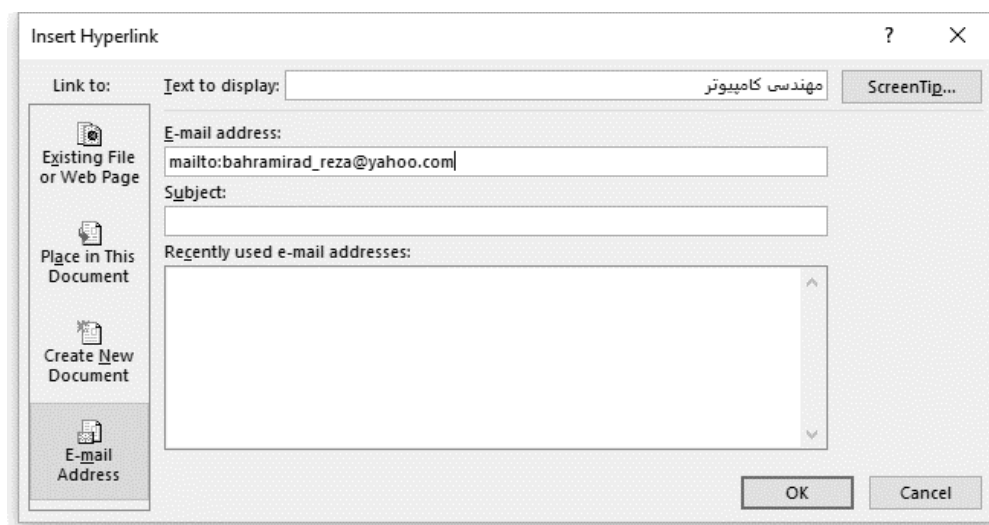 Insert Hyperlink
?
Link to:
Text to display:
مهندسی کامپیوتر
ScreenTip...
Existing File
or Web Page
E-mail address:
mailto:bahramirad_reza@yahoo.com
Subject:
Place in This
Document
Recently used e-mail addresses:
Create New
Document
E-mail
Address
OK
Cancel